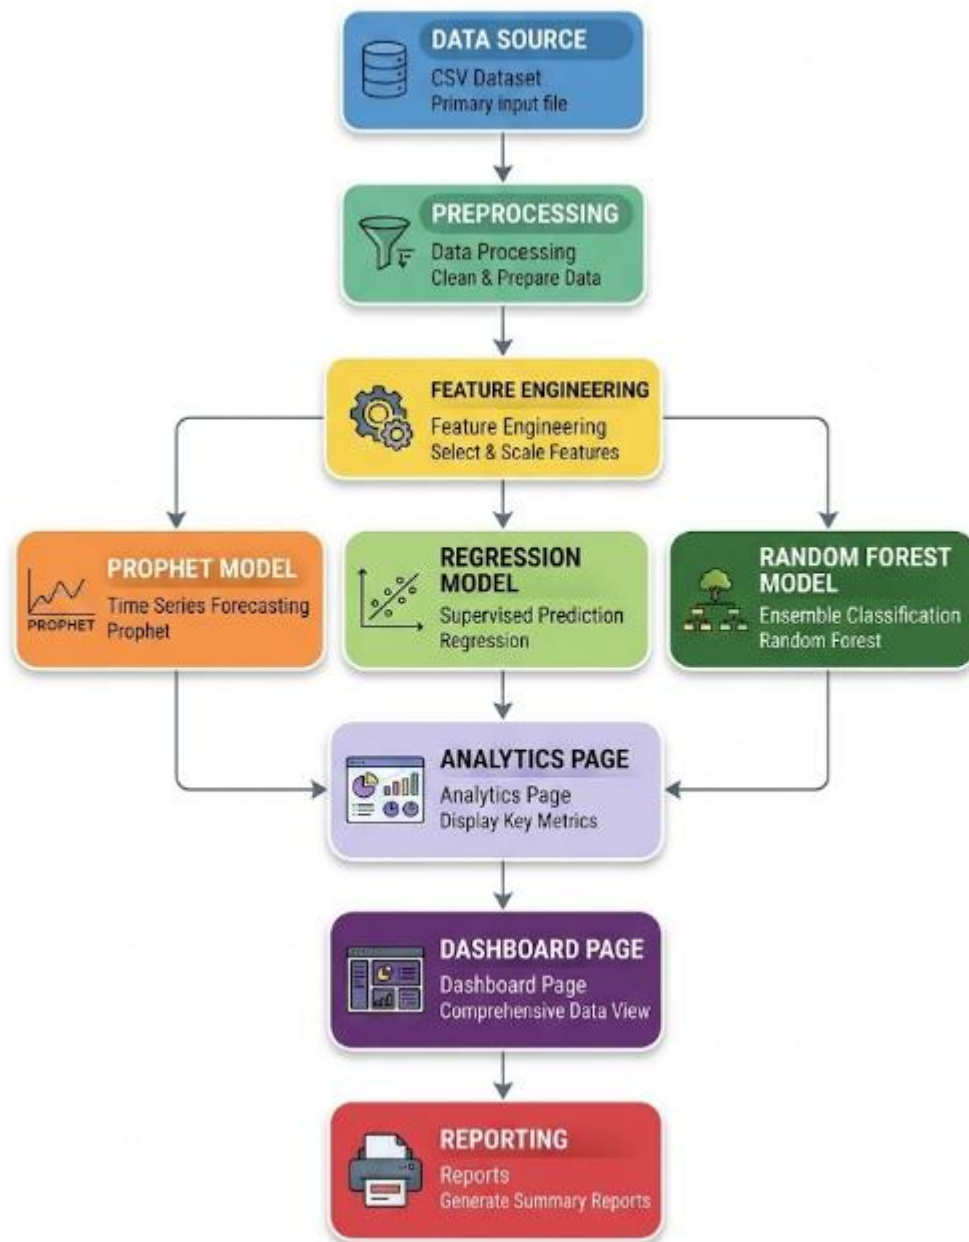 DATA SOURCE
CSV Dataset
Primary input file
PREPROCESSING
Data Processing
Clean & Prepare Data
FEATURE ENGINEERING
Feature Engineering
Select & Scale Features
PROPHET MODEL
Time Series Forecasting
Prophet
PROPHET
REGRESSION
MODEL
Supervised Prediction
Regression
RANDOM FOREST
MODEL
Ensemble Classification
Random Forest
ANALYTICS PAGE
Analytics Page
Display Key Metrics
DASHBOARD PAGE
Dashboard Page
Comprehensive Data View
REPORTING
Reports
Generate Summary Reports